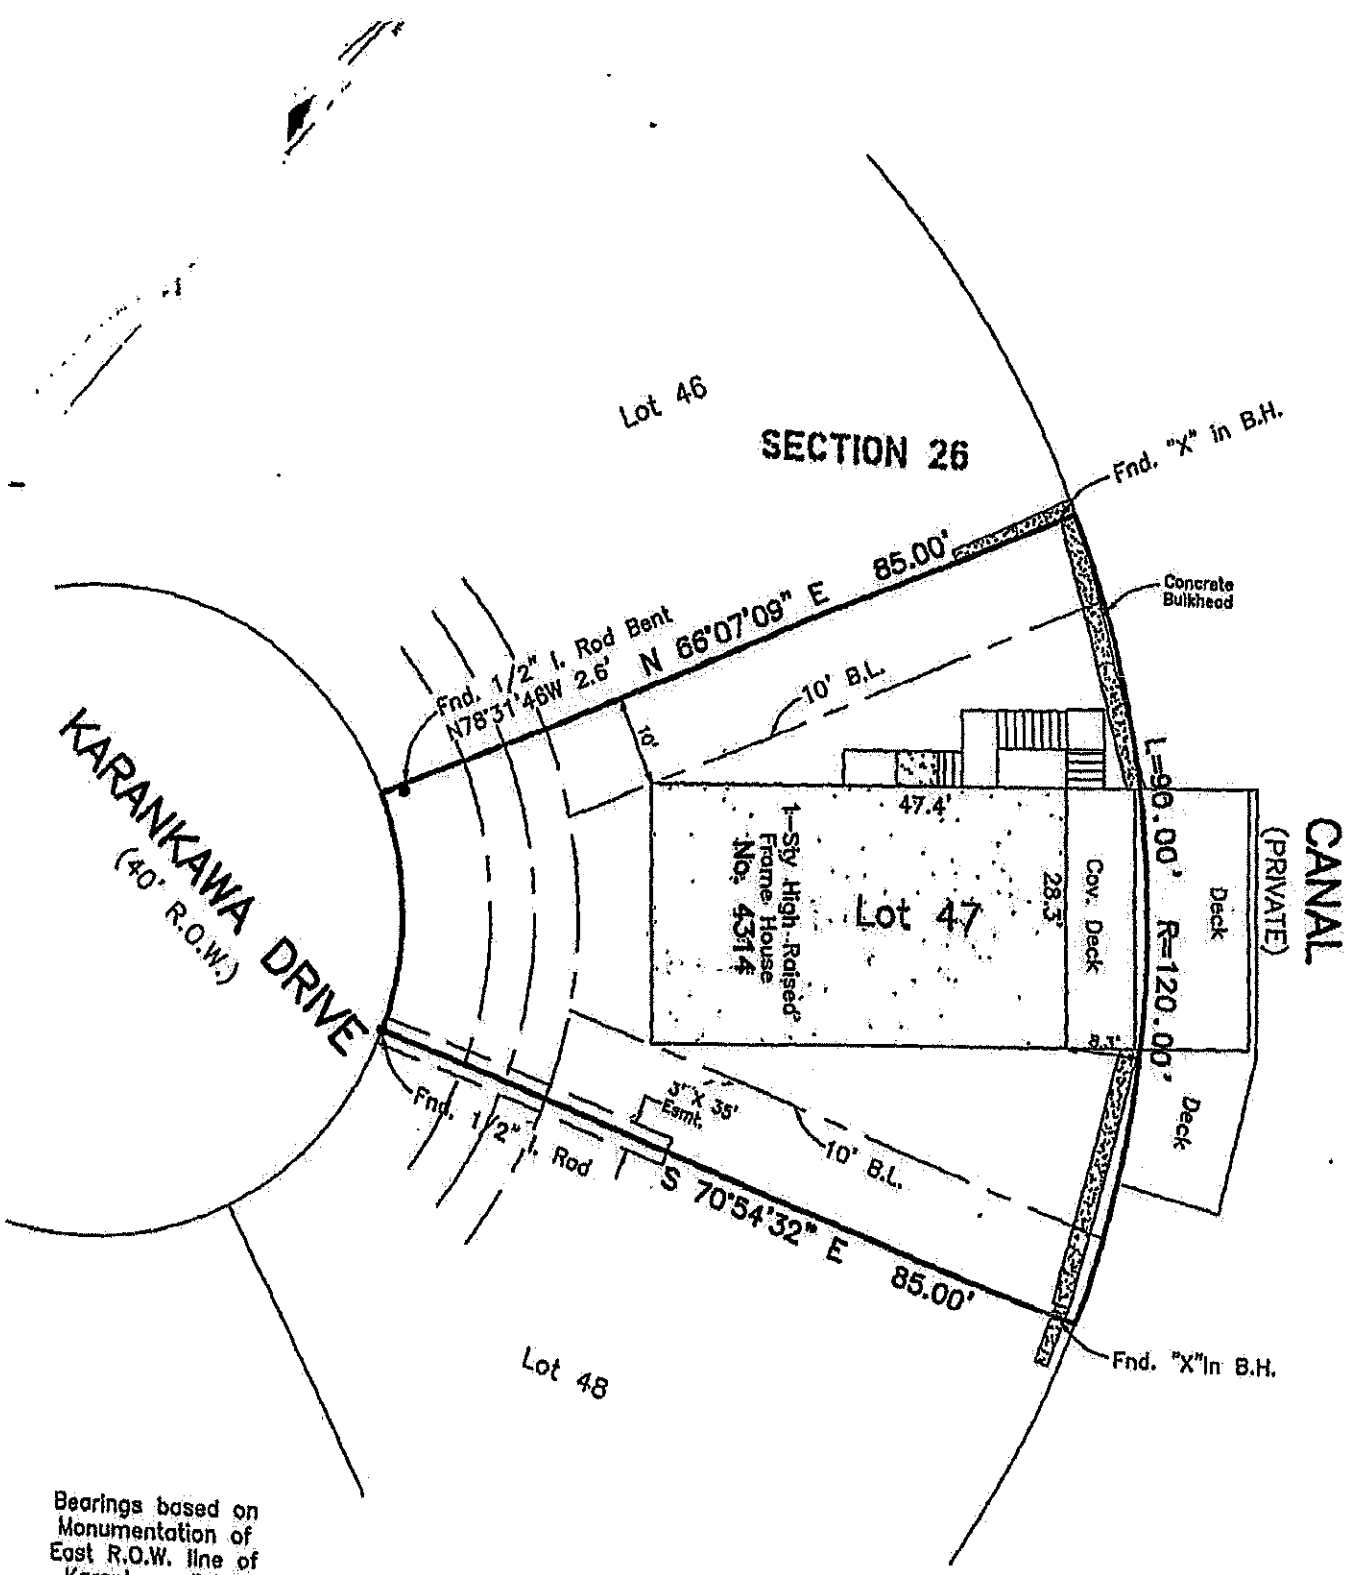 Lot 46
SECTION 26
Fnd. "X" in B.H.
N 66°07'09" E 85.00'
Concrete
Bulkhead
Fnd. 1/2" I. Rod Bent
N78°31'46W 2.6'
10' B.L.
10'
KARANKAWA DRIVE
(40' R.O.W.)
47.4'
1-Sty High Raised
Frame House
No. 4314
28.3'
Lot 47
Cov. Deck
8.3'
L=96.00' R=120.00'
Deck
CANAL
(PRIVATE)
Deck
3' X 35'
Esmt.
10' B.L.
Fnd. 1/2" I. Rod
S 70°54'32" E 85.00'
Fnd. "X" In B.H.
Lot 48
Bearings based on
Monumentation of
East R.O.W. line of